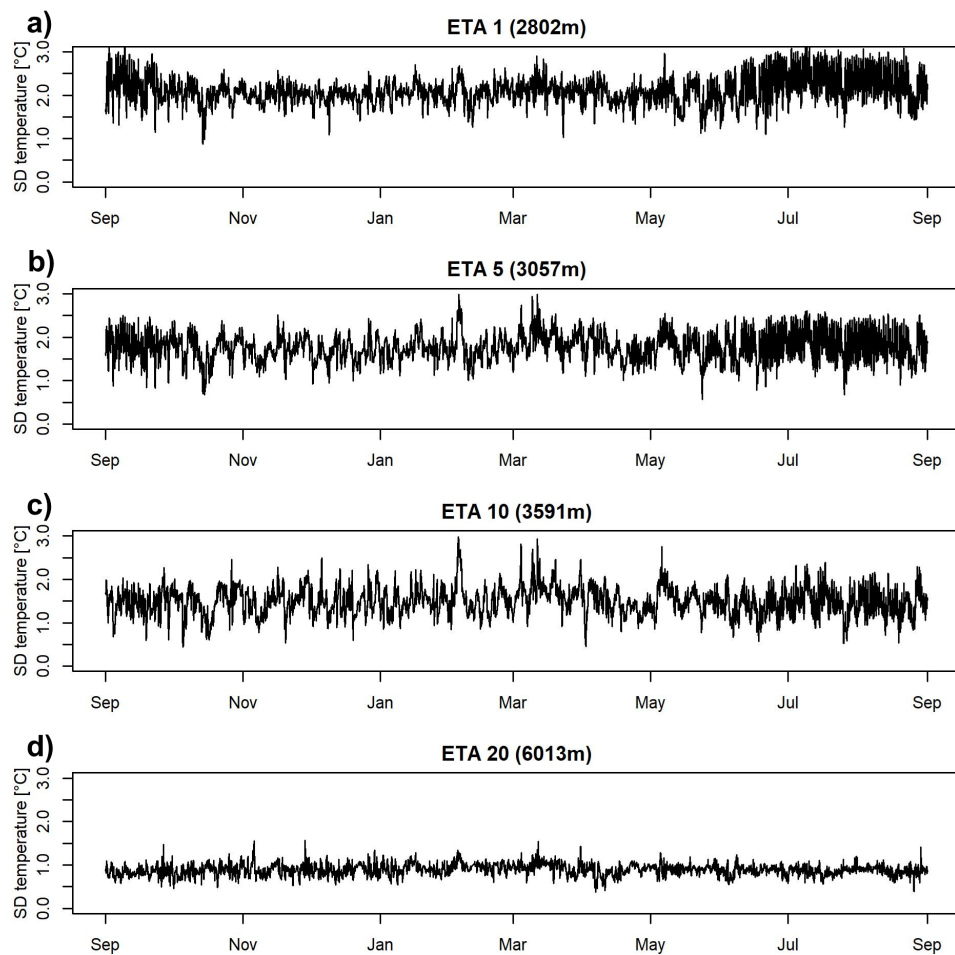 a)
ETA 1 (2802m)
SD temperature [°C]
3.0
2.0
1.0
0.0
Sep Nov Jan Mar May Jul Sep
b)
ETA 5 (3057m)
SD temperature [°C]
3.0
2.0
1.0
0.0
Sep Nov Jan Mar May Jul Sep
c)
ETA 10 (3591m)
SD temperature [°C]
3.0
2.0
1.0
0.0
Sep Nov Jan Mar May Jul Sep
d)
ETA 20 (6013m)
SD temperature [°C]
3.0
2.0
1.0
0.0
Sep Nov Jan Mar May Jul Sep